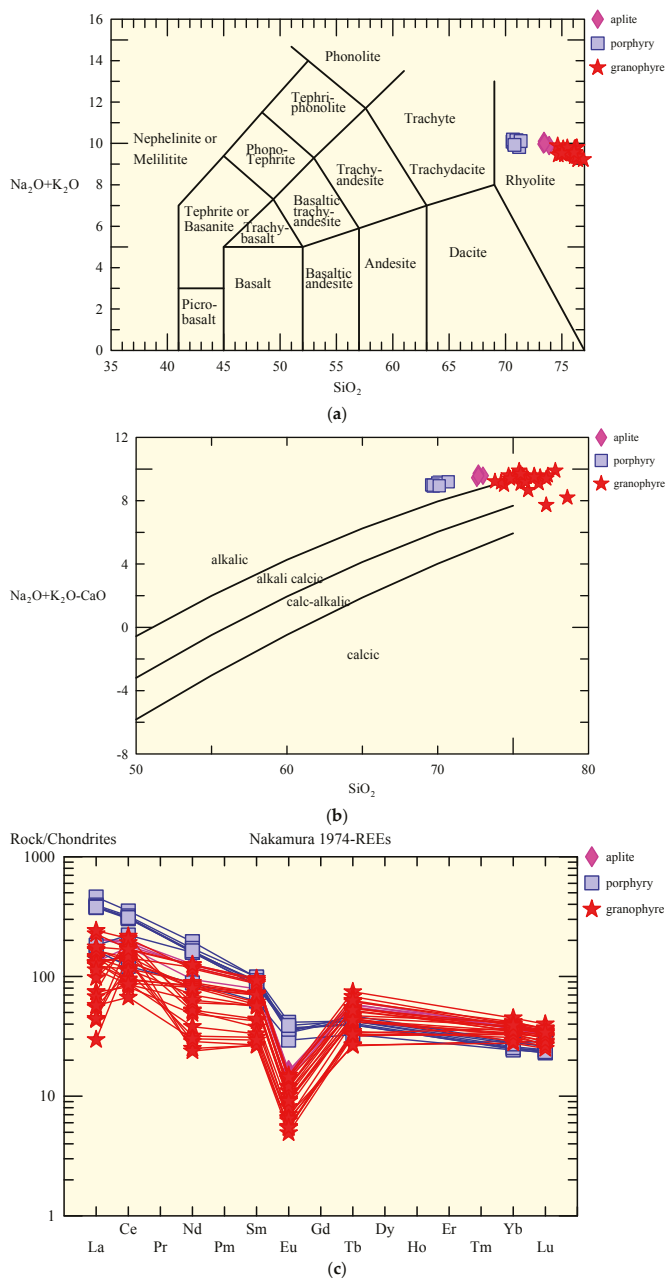 16
14
12
10
8
6
4
2
0
Na₂O+K₂O
35
40
45
50
55
60
65
70
75
SiO₂
Phonolite
Tephri-
phonolite
Trachyte
Nephelinite or
Melilitite
Phono-
Tephrite
Trachy-
andesite
Trachydacite
Rhyolite
Tephrite or
Basanite
Trachy-
basalt
Basaltic
trachy-
andesite
Basalt
Basaltic
andesite
Andesite
Dacite
Picro-
basalt
aplite
porphyry
granophyre
(a)
12
8
4
0
-4
-8
Na₂O+K₂O-CaO
50
60
70
80
SiO₂
alkalic
alkali calcic
calc-alkalic
calcic
aplite
porphyry
granophyre
(b)
Rock/Chondrites
Nakamura 1974-REEs
1000
100
10
1
aplite
porphyry
granophyre
Ce Nd Sm Gd Dy Er Yb
La Pr Pm Eu Tb Ho Tm Lu
(c)